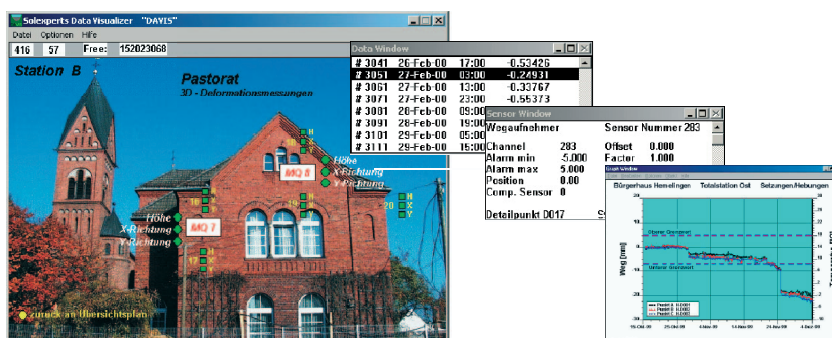 Solexperts Data Visualizer "DAVIS"
Datei Optionen Hilfe
416 57 Free: 152023068
Station B
Pastorat
3D - Deformationsmessungen
H
X
Y
Höhe
X-Richtung
Y-Richtung
MQ 8
Höhe
X-Richtung
Y-Richtung
MQ 7
16
H
X
Y
19
H
X
Y
20
H
X
Y
17
H
X
Y
zurück an Übersichtsplan
Data Window
# 3041 26-Feb-00 17:00 -0.53426
# 3051 27-Feb-00 03:00 -0.24931
# 3061 27-Feb-00 13:00 -0.33767
# 3071 27-Feb-00 23:00 -0.55373
# 3081 28-Feb-00 09:00
# 3091 28-Feb-00 19:00
# 3101 29-Feb-00 05:00
# 3111 29-Feb-00 15:00
Sensor Window
Wegaufnehmer Sensor Nummer 283
Channel 283 Offset 0.000
Alarm min -5.000 Factor 1.000
Alarm max 5.000
Position 0.00
Comp. Sensor 0
Detailpunkt D017
Graph Window
Bürgerhaus Hemelingen Totalstation Ost Setzungen/Hebungen
Oberer Grenzwert
Unterer Grenzwert
Weg [mm]